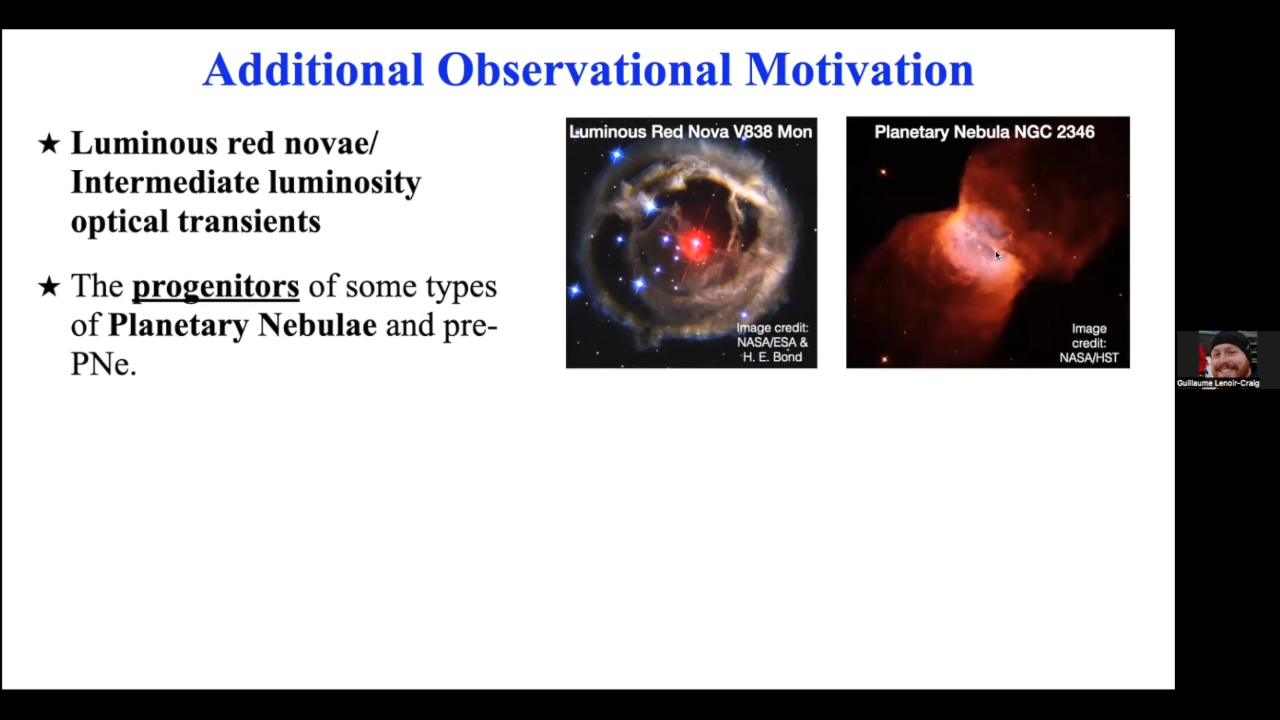 Additional Observational Motivation
★ Luminous red novae/
Intermediate luminosity
optical transients
★ The progenitors of some types
of Planetary Nebulae and pre-
PNe.
Luminous Red Nova V838 Mon
Image credit:
NASA/ESA &
H. E. Bond
Planetary Nebula NGC 2346
Image
credit:
NASA/HST
Guillaume Lenoir-Craig